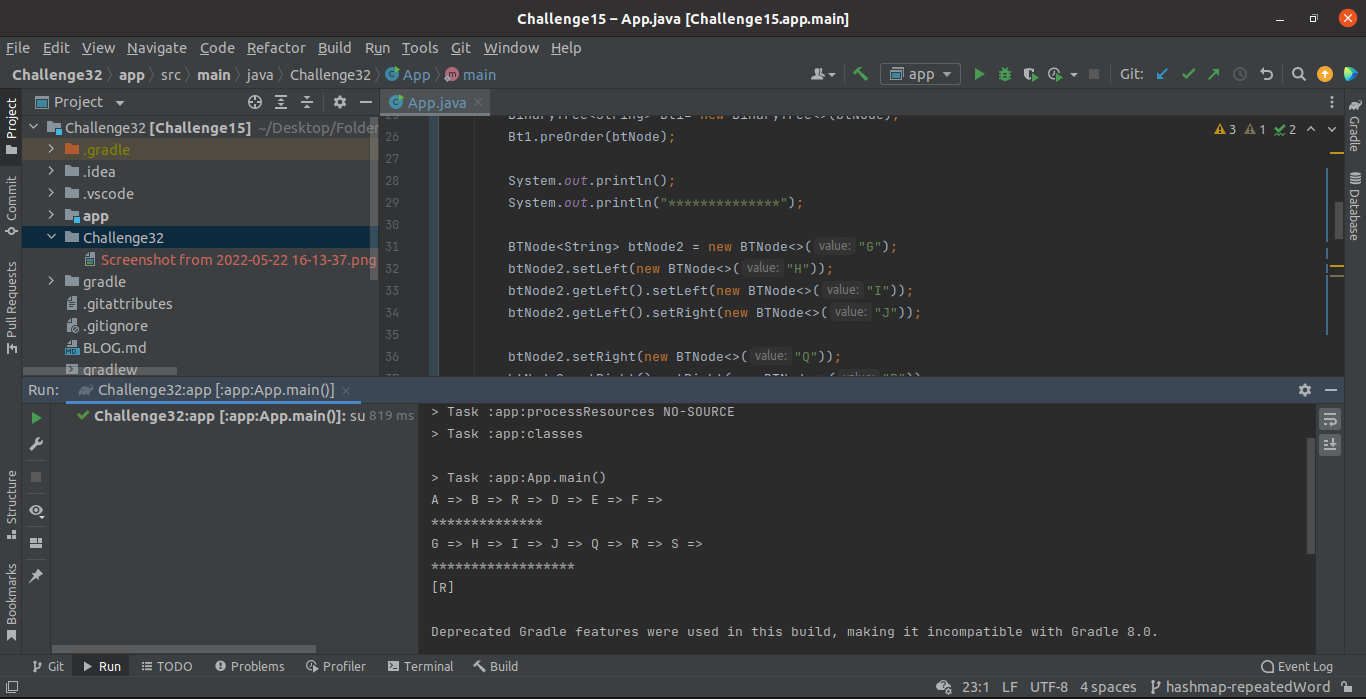 Challenge15 – App.java [Challenge15.app.main]
File Edit View Navigate Code Refactor Build Run Tools Git Window Help
Challenge32 app src main java Challenge32 App main
app
Git:
Project
Project
App.java
Challenge32 [Challenge15] ~/Desktop/Folder
.gradle
.idea
.vscode
app
Challenge32
Screenshot from 2022-05-22 16-13-37.png
gradle
.gitattributes
.gitignore
BLOG.md
gradlew
Commit
Pull Requests
Structure
Bookmarks
Gradle
Database
3 1 2
25 BinaryTree<String> Bt1= new BinaryTree<>(btNode);
26 Bt1.preOrder(btNode);
27
28 System.out.println();
29 System.out.println("**************");
30
31 BTNode<String> btNode2 = new BTNode<>( value: "G");
32 btNode2.setLeft(new BTNode<>( value: "H"));
33 btNode2.getLeft().setLeft(new BTNode<>( value: "I"));
34 btNode2.getLeft().setRight(new BTNode<>( value: "J"));
35
36 btNode2.setRight(new BTNode<>( value: "Q"));
Run: Challenge32:app [:app:App.main()]
Challenge32:app [:app:App.main()]: su 819 ms
> Task :app:processResources NO-SOURCE
> Task :app:classes
> Task :app:App.main()
A => B => R => D => E => F =>
**************
G => H => I => J => Q => R => S =>
******************
[R]
Deprecated Gradle features were used in this build, making it incompatible with Gradle 8.0.
Git Run TODO Problems Profiler Terminal Build Event Log
23:1 LF UTF-8 4 spaces hashmap-repeatedWord